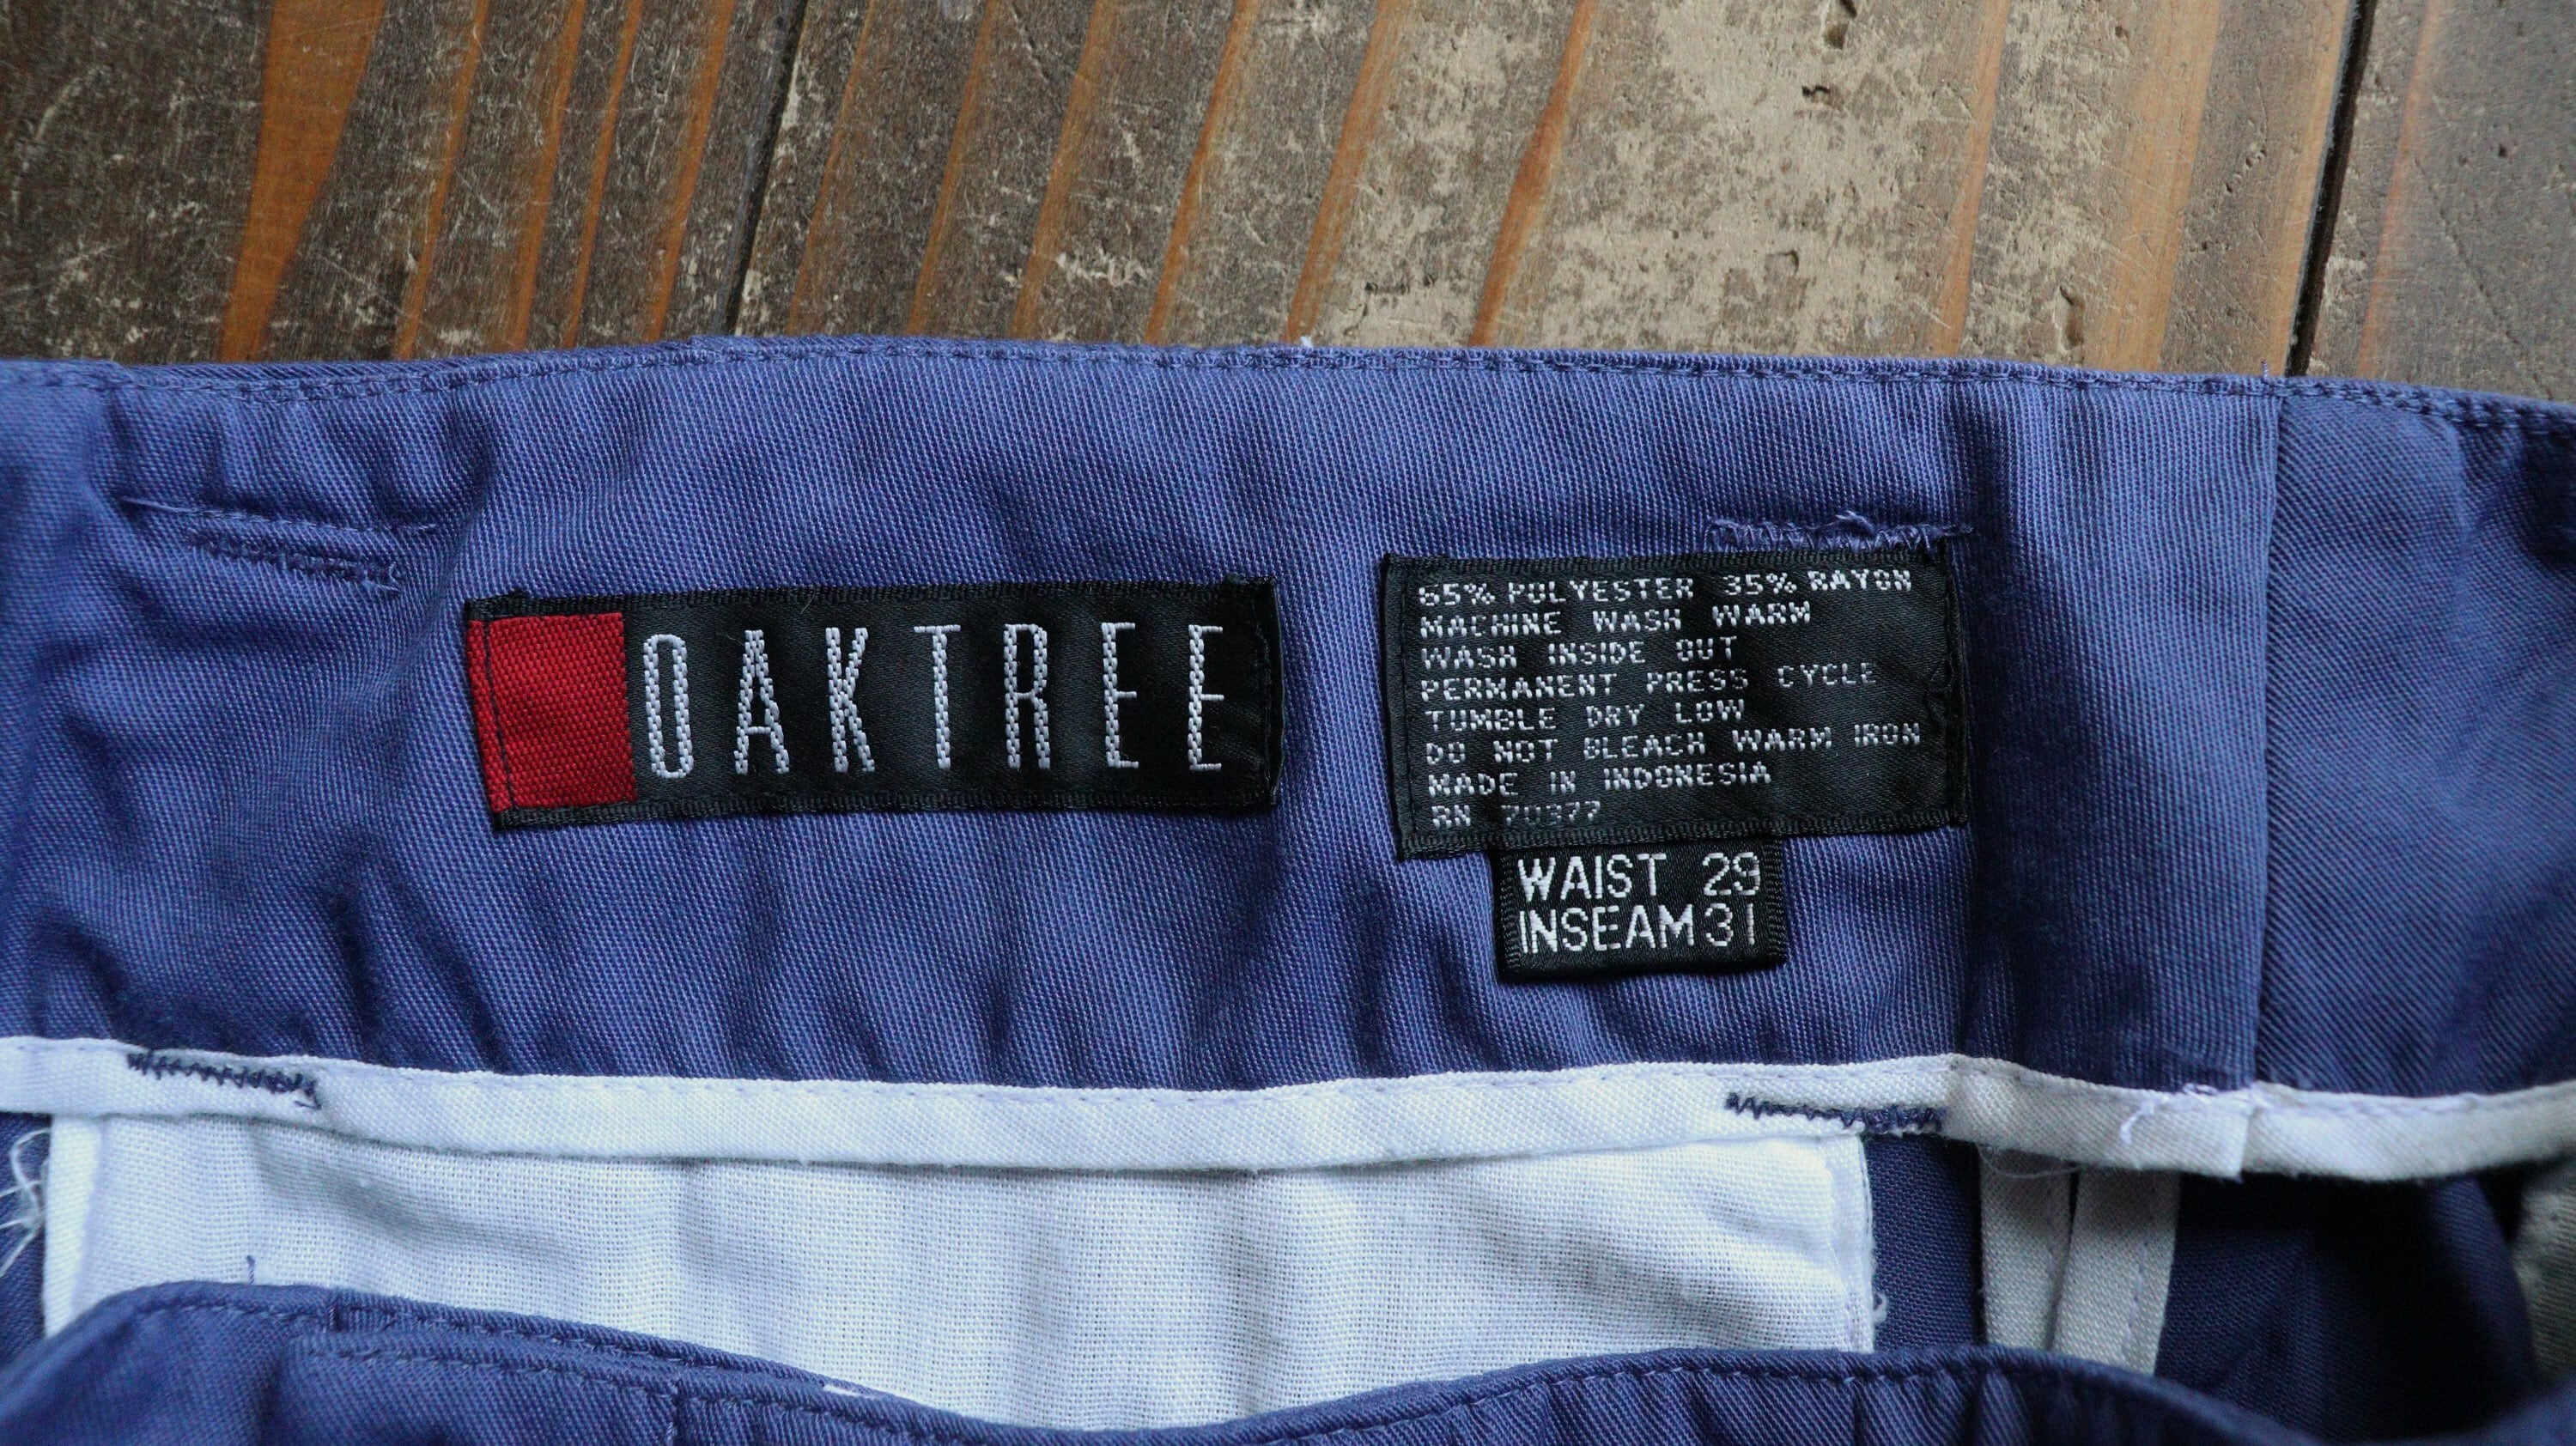 OAKTREE
65% POLYESTER 35% RAYON
MACHINE WASH WARM
WASH INSIDE OUT
PERMANENT PRESS CYCLE
TUMBLE DRY LOW
DO NOT BLEACH WARM IRON
MADE IN INDONESIA
RN 70377
WAIST 29
INSEAM 31